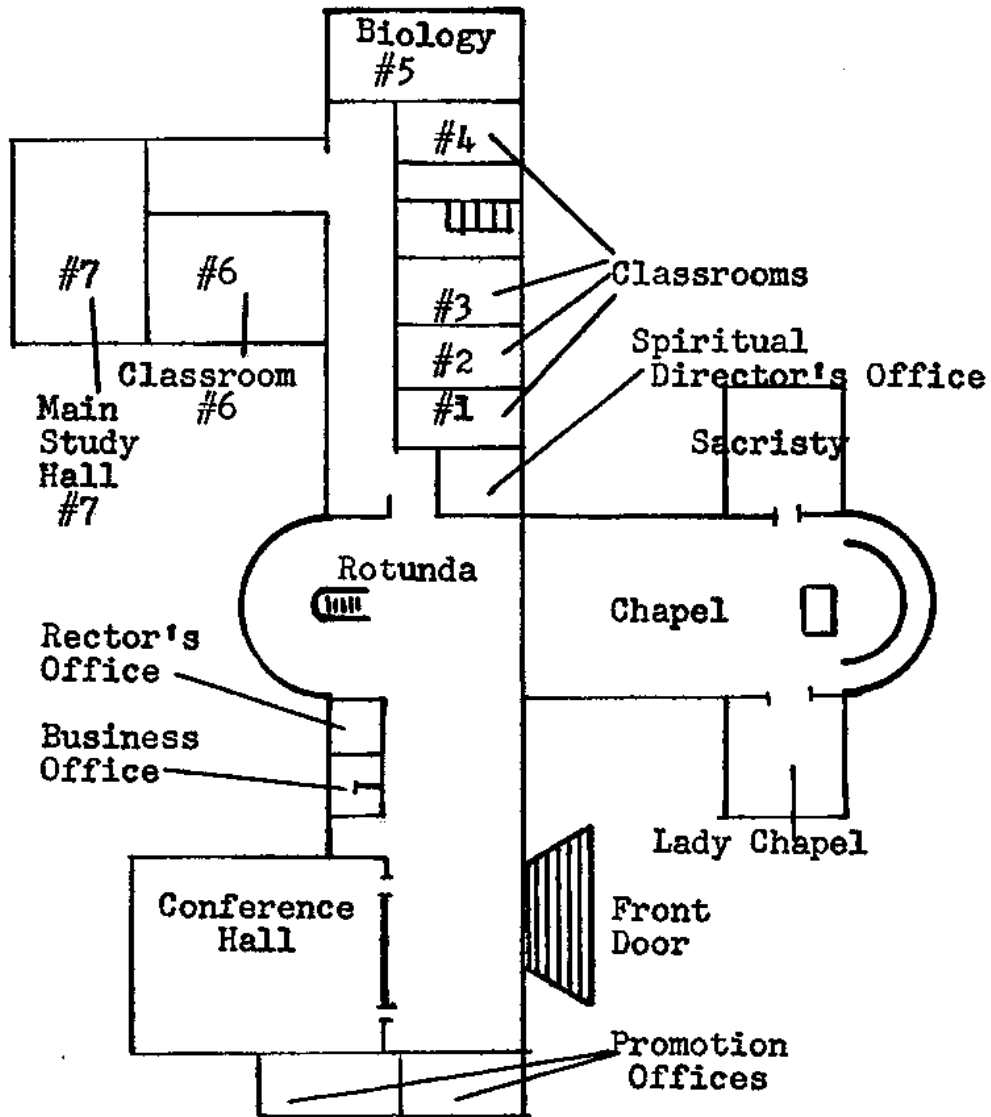 Biology
#5
#4
#7
#6
#3
Classrooms
#2
Spiritual
Director's Office
Classroom
#6
#1
Main
Study
Hall
#7
Sacristy
Rotunda
Chapel
Rector's
Office
Business
Office
Lady Chapel
Conference
Hall
Front
Door
Promotion
Offices